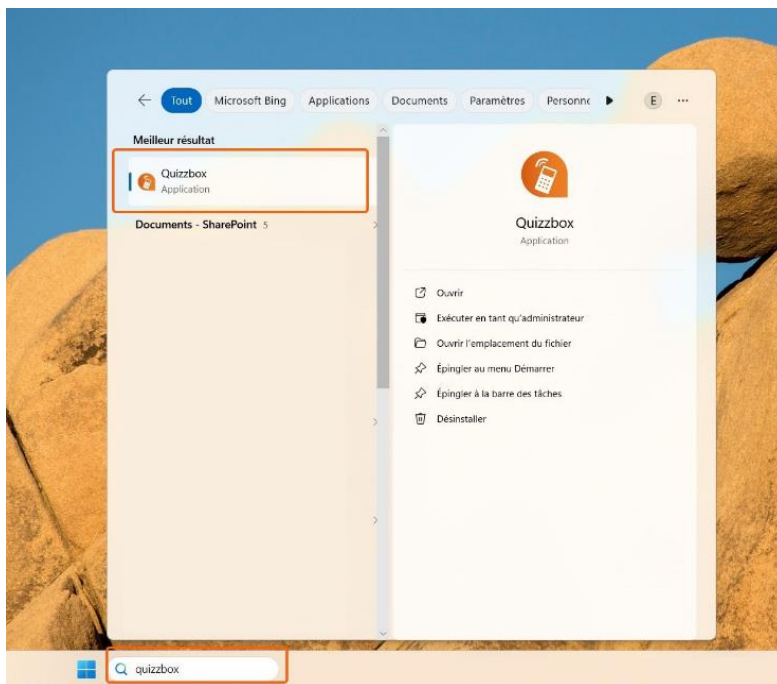 Tout Microsoft Bing Applications Documents Paramètres E ...
Meilleur résultat
Quizzbox
Application
Documents - SharePoint 5
Quizzbox
Application
Ouvrir
Exécuter en tant qu'administrateur
Ouvrir l'emplacement du fichier
Épingler au menu Démarrer
Épingler à la barre des tâches
Désinstaller
quizzbox